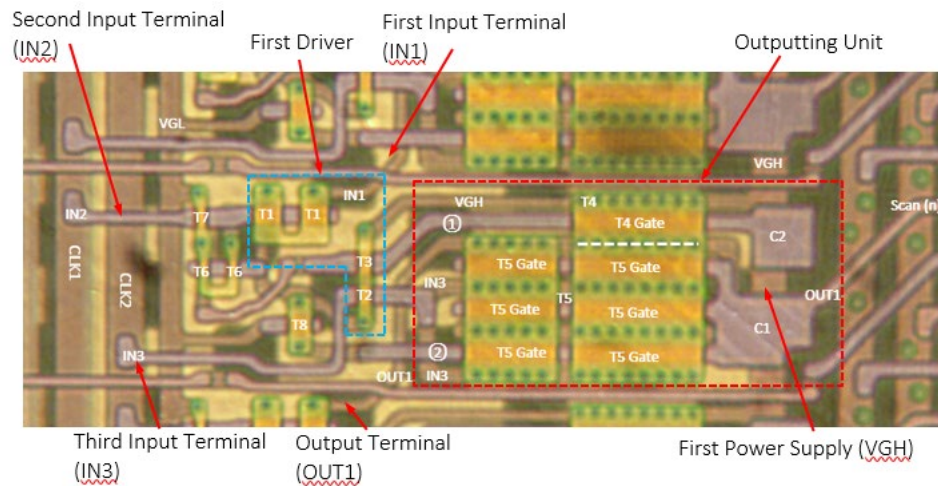 Second Input Terminal
(IN2)
First Driver
First Input Terminal
(IN1)
Outputting Unit
VGL
VGH
IN1
VGH
T4
Scan (n
IN2
T7
T1
T1
①
T4 Gate
C2
CLK1
CLK2
T6
T6
T3
IN3
T5 Gate
T5 Gate
T2
T5
OUT1
T8
T5 Gate
T5 Gate
C1
IN3
②
T5 Gate
T5 Gate
OUT1
IN3
Third Input Terminal
(IN3)
Output Terminal
(OUT1)
First Power Supply (VGH)